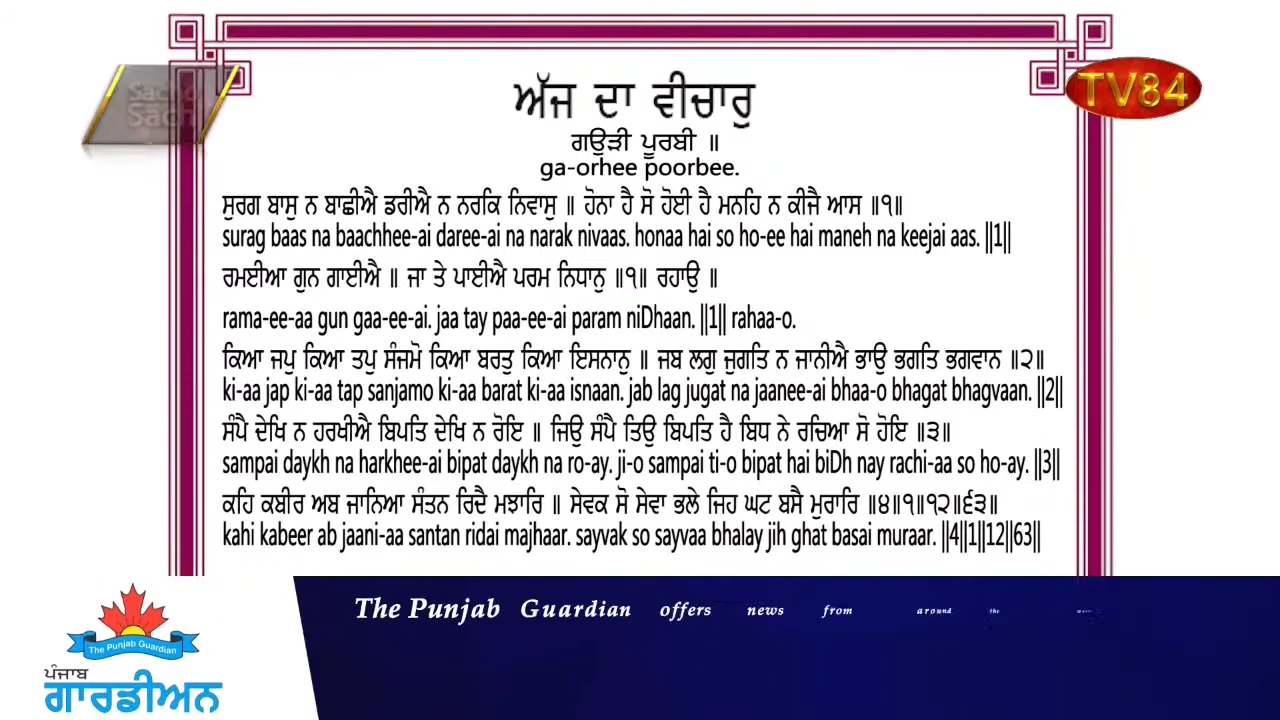 Sacho
Sach
TV84
ਅੱਜ ਦਾ ਵੀਚਾਰੁ
ਗਉੜੀ ਪੂਰਬੀ ॥
ga-orhee poorbee.
ਸੁਰਗ ਬਾਸੁ ਨ ਬਾਛੀਐ ਡਰੀਐ ਨ ਨਰਕਿ ਨਿਵਾਸੁ ॥ ਹੋਨਾ ਹੈ ਸੋ ਹੋਈ ਹੈ ਮਨਹਿ ਨ ਕੀਜੈ ਆਸ ॥੧॥
surag baas na baachhee-ai daree-ai na narak nivaas. honaa hai so ho-ee hai maneh na keejai aas. ||1||
ਰਮਈਆ ਗੁਨ ਗਾਈਐ ॥ ਜਾ ਤੇ ਪਾਈਐ ਪਰਮ ਨਿਧਾਨੁ ॥੧॥ ਰਹਾਉ ॥
rama-ee-aa gun gaa-ee-ai. jaa tay paa-ee-ai param niDhaan. ||1|| rahaa-o.
ਕਿਆ ਜਪੁ ਕਿਆ ਤਪੁ ਸੰਜਮੋ ਕਿਆ ਬਰਤੁ ਕਿਆ ਇਸਨਾਨੁ ॥ ਜਬ ਲਗੁ ਜੁਗਤਿ ਨ ਜਾਨੀਐ ਭਾਉ ਭਗਤਿ ਭਗਵਾਨ ॥੨॥
ki-aa jap ki-aa tap sanjamo ki-aa barat ki-aa isnaan. jab lag jugat na jaanee-ai bhaa-o bhagat bhagvaan. ||2||
ਸੰਪੈ ਦੇਖਿ ਨ ਹਰਖੀਐ ਬਿਪਤਿ ਦੇਖਿ ਨ ਰੋਇ ॥ ਜਿਉ ਸੰਪੈ ਤਿਉ ਬਿਪਤਿ ਹੈ ਬਿਧ ਨੇ ਰਚਿਆ ਸੋ ਹੋਇ ॥੩॥
sampai daykh na harkhee-ai bipat daykh na ro-ay. ji-o sampai ti-o bipat hai biDh nay rachi-aa so ho-ay. ||3||
ਕਹਿ ਕਬੀਰ ਅਬ ਜਾਨਿਆ ਸੰਤਨ ਰਿਦੈ ਮਝਾਰਿ ॥ ਸੇਵਕ ਸੋ ਸੇਵਾ ਭਲੇ ਜਿਹ ਘਟ ਬਸੈ ਮੁਰਾਰਿ ॥੪॥੧॥੧੨॥੬੩॥
kahi kabeer ab jaani-aa santan ridai majhaar. sayvak so sayvaa bhalay jih ghat basai muraar. ||4||1||12||63||
The Punjab Guardian offers news from around the
The Punjab Guardian
ਪੰਜਾਬ
ਗਾਰਡੀਅਨ